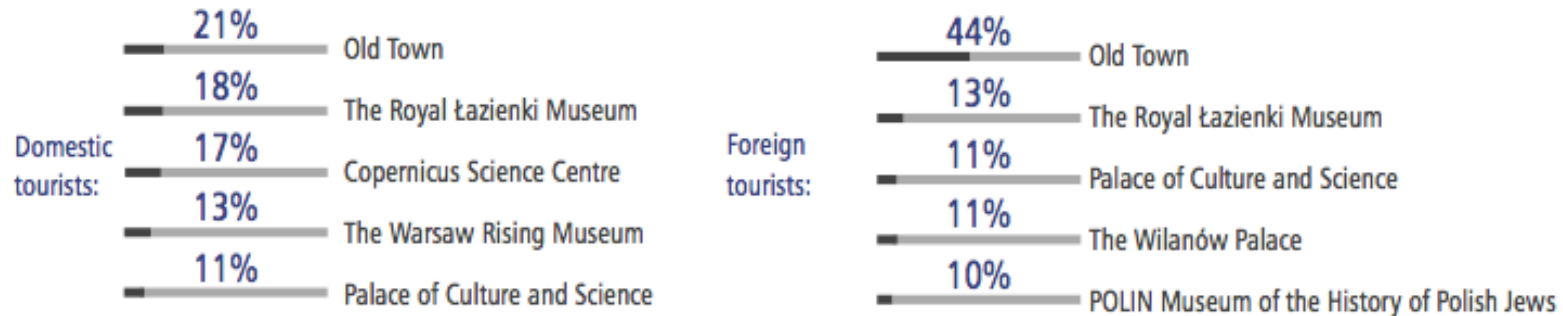 Domestic
tourists:
21%
Old Town
18%
The Royal Łazienki Museum
17%
Copernicus Science Centre
13%
The Warsaw Rising Museum
11%
Palace of Culture and Science
Foreign
tourists:
44%
Old Town
13%
The Royal Łazienki Museum
11%
Palace of Culture and Science
11%
The Wilanów Palace
10%
POLIN Museum of the History of Polish Jews